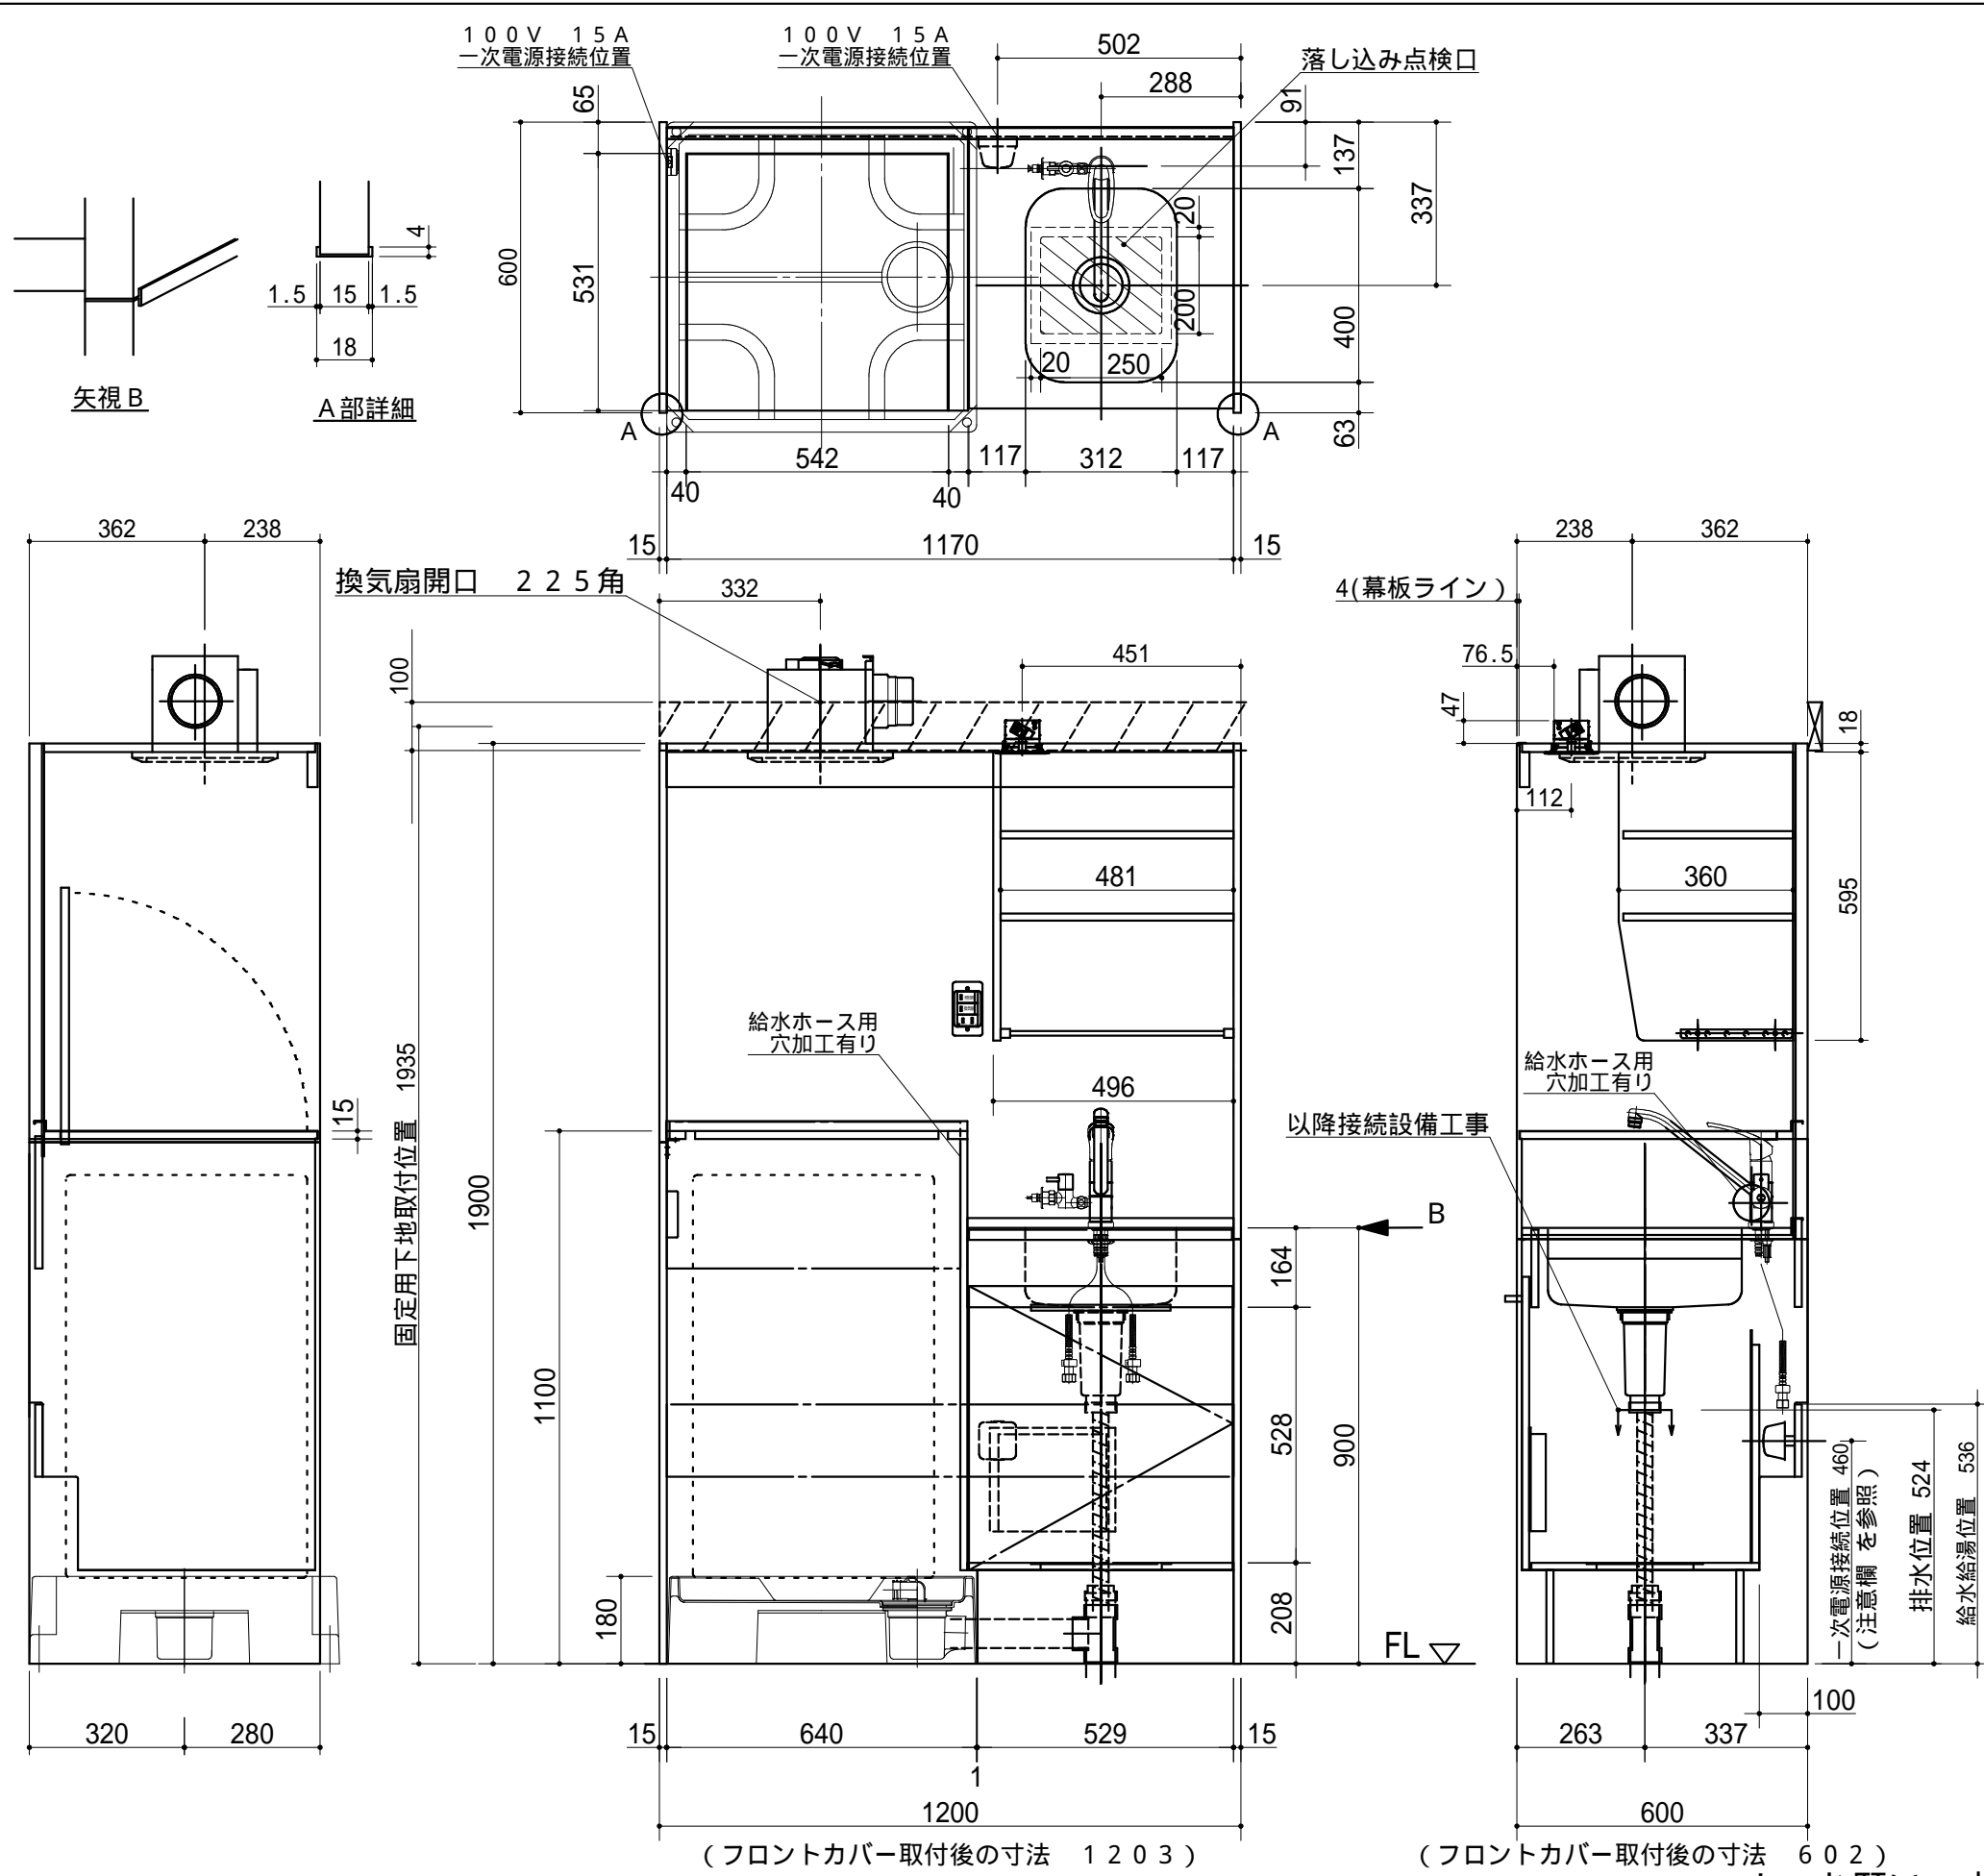 １００Ｖ　１５Ａ
一次電源接続位置
１００Ｖ　１５Ａ
一次電源接続位置
502
288
落し込み点検口
65
91
600
531
137
337
400
63
20
200
20
250
4
1.5
15
1.5
18
矢視Ｂ
Ａ部詳細
A
A
542
117
312
117
40
40
15
1170
15
362
238
換気扇開口　２２５角
332
451
238
362
4(幕板ライン)
76.5
47
18
100
112
481
360
595
給水ホース用
穴加工有り
496
給水ホース用
穴加工有り
以降接続設備工事
15
固定用下地取付位置 1935
1900
1100
180
B
164
528
900
208
FL
一次電源接続位置 460
(注意欄 を参照)
排水位置 524
給水給湯位置 536
100
320
280
15
640
529
15
1
263
337
1200
600
(フロントカバー取付後の寸法　１２０３)
(フロントカバー取付後の寸法　６０２)